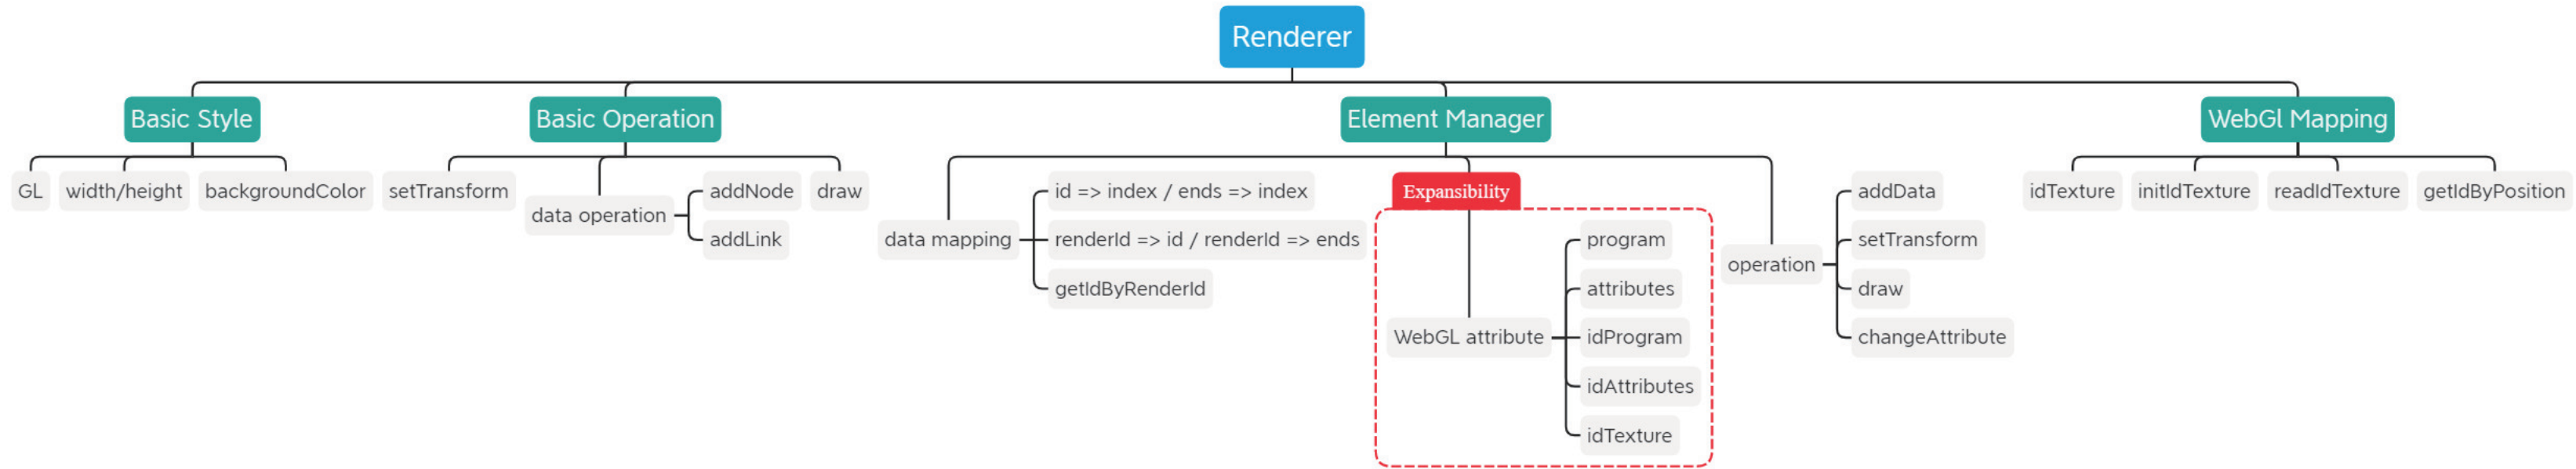 Renderer
Basic Style
Basic Operation
Element Manager
WebGl Mapping
GL
width/height
backgroundColor
setTransform
data operation
addNode
addLink
draw
data mapping
id => index / ends => index
renderId => id / renderId => ends
getIdByRenderId
Expansibility
WebGL attribute
program
attributes
idProgram
idAttributes
idTexture
operation
addData
setTransform
draw
changeAttribute
idTexture
initIdTexture
readIdTexture
getIdByPosition